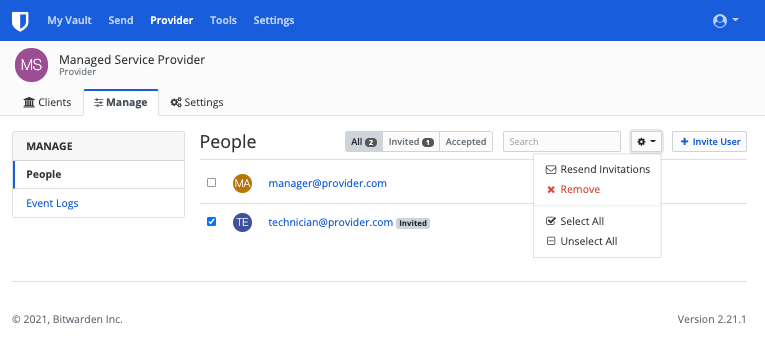 My Vault Send Provider Tools Settings
MS Managed Service Provider
Provider
Clients Manage Settings
MANAGE
People
Event Logs
People All 2 Invited 1 Accepted Search Invite User
MA manager@provider.com
TE technician@provider.com Invited
Resend Invitations
Remove
Select All
Unselect All
© 2021, Bitwarden Inc. Version 2.21.1